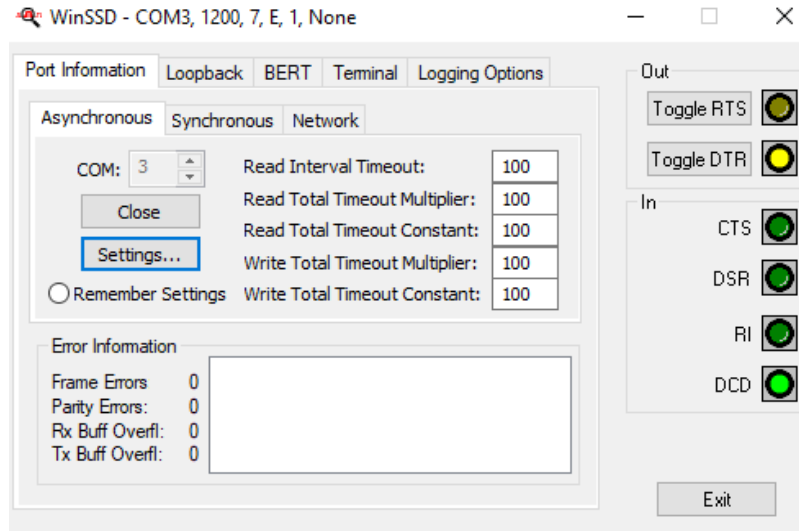 WinSSD - COM3, 1200, 7, E, 1, None
Port Information Loopback BERT Terminal Logging Options
Asynchronous Synchronous Network
COM: 3
Close
Settings...
Remember Settings
Read Interval Timeout: 100
Read Total Timeout Multiplier: 100
Read Total Timeout Constant: 100
Write Total Timeout Multiplier: 100
Write Total Timeout Constant: 100
Error Information
Frame Errors 0
Parity Errors: 0
Rx Buff Overfl: 0
Tx Buff Overfl: 0
Out
Toggle RTS
Toggle DTR
In
CTS
DSR
RI
DCD
Exit